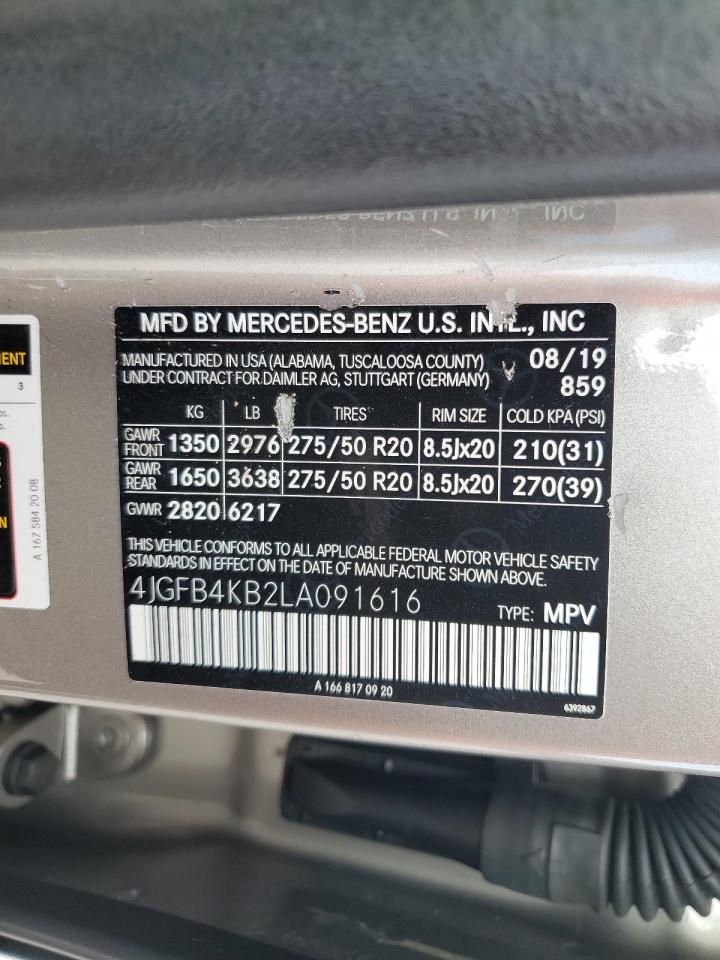 MFD BY MERCEDES-BENZ U.S. INTL., INC
MANUFACTURED IN USA (ALABAMA, TUSCALOOSA COUNTY) 08/19
UNDER CONTRACT FOR DAIMLER AG, STUTTGART (GERMANY) 859
KG LB TIRES RIM SIZE COLD KPA (PSI)
GAWR FRONT 1350 2976 275/50 R20 8.5Jx20 210(31)
GAWR REAR 1650 3638 275/50 R20 8.5Jx20 270(39)
GVWR 2820 6217
THIS VEHICLE CONFORMS TO ALL APPLICABLE FEDERAL MOTOR VEHICLE SAFETY
STANDARDS IN EFFECT ON THE DATE OF MANUFACTURE SHOWN ABOVE.
4JGFB4KB2LA091616 TYPE: MPV
A 166 817 09 20
6392867
3
A 167 584 20 08